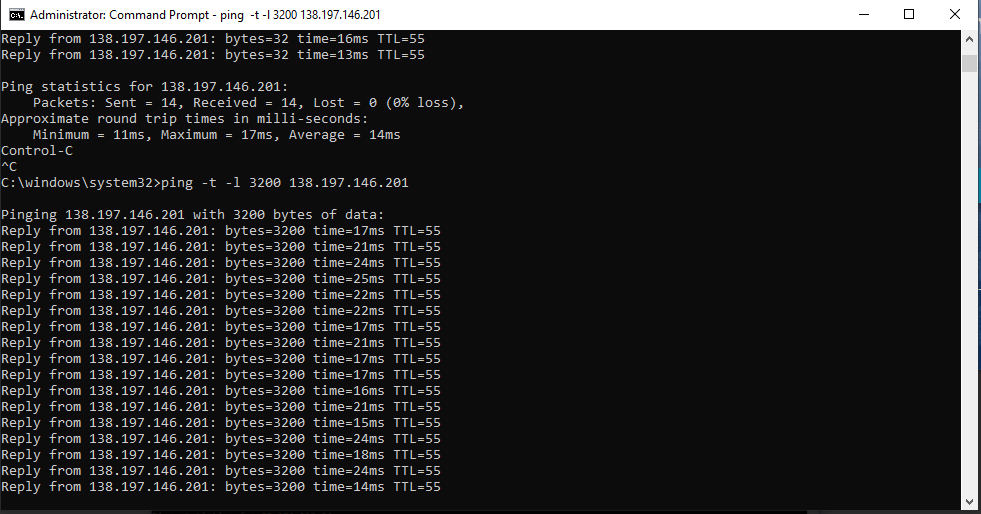 Administrator: Command Prompt - ping  -t -l 3200 138.197.146.201
Reply from 138.197.146.201: bytes=32 time=16ms TTL=55
Reply from 138.197.146.201: bytes=32 time=13ms TTL=55
Ping statistics for 138.197.146.201:
    Packets: Sent = 14, Received = 14, Lost = 0 (0% loss),
Approximate round trip times in milli-seconds:
    Minimum = 11ms, Maximum = 17ms, Average = 14ms
Control-C
^C
C:\windows\system32>ping -t -l 3200 138.197.146.201
Pinging 138.197.146.201 with 3200 bytes of data:
Reply from 138.197.146.201: bytes=3200 time=17ms TTL=55
Reply from 138.197.146.201: bytes=3200 time=21ms TTL=55
Reply from 138.197.146.201: bytes=3200 time=24ms TTL=55
Reply from 138.197.146.201: bytes=3200 time=25ms TTL=55
Reply from 138.197.146.201: bytes=3200 time=22ms TTL=55
Reply from 138.197.146.201: bytes=3200 time=22ms TTL=55
Reply from 138.197.146.201: bytes=3200 time=17ms TTL=55
Reply from 138.197.146.201: bytes=3200 time=21ms TTL=55
Reply from 138.197.146.201: bytes=3200 time=17ms TTL=55
Reply from 138.197.146.201: bytes=3200 time=17ms TTL=55
Reply from 138.197.146.201: bytes=3200 time=16ms TTL=55
Reply from 138.197.146.201: bytes=3200 time=21ms TTL=55
Reply from 138.197.146.201: bytes=3200 time=15ms TTL=55
Reply from 138.197.146.201: bytes=3200 time=24ms TTL=55
Reply from 138.197.146.201: bytes=3200 time=18ms TTL=55
Reply from 138.197.146.201: bytes=3200 time=24ms TTL=55
Reply from 138.197.146.201: bytes=3200 time=14ms TTL=55